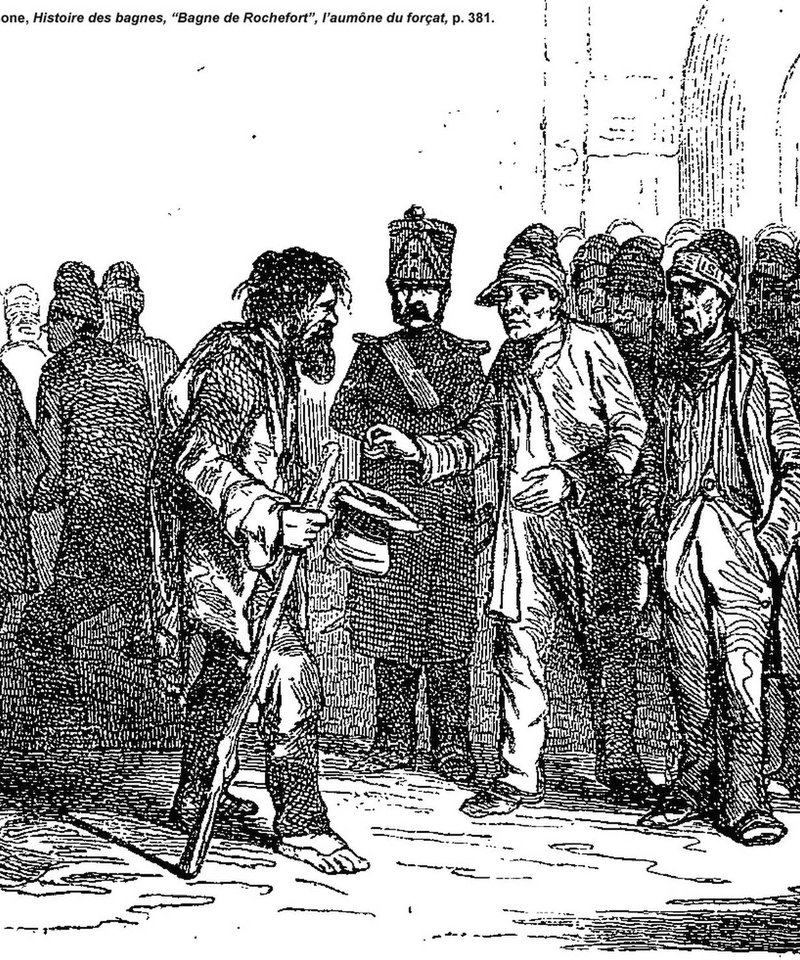 one, Histoire des bagnes, “Bagne de Rochefort”, l’aumône du forçat, p. 381.